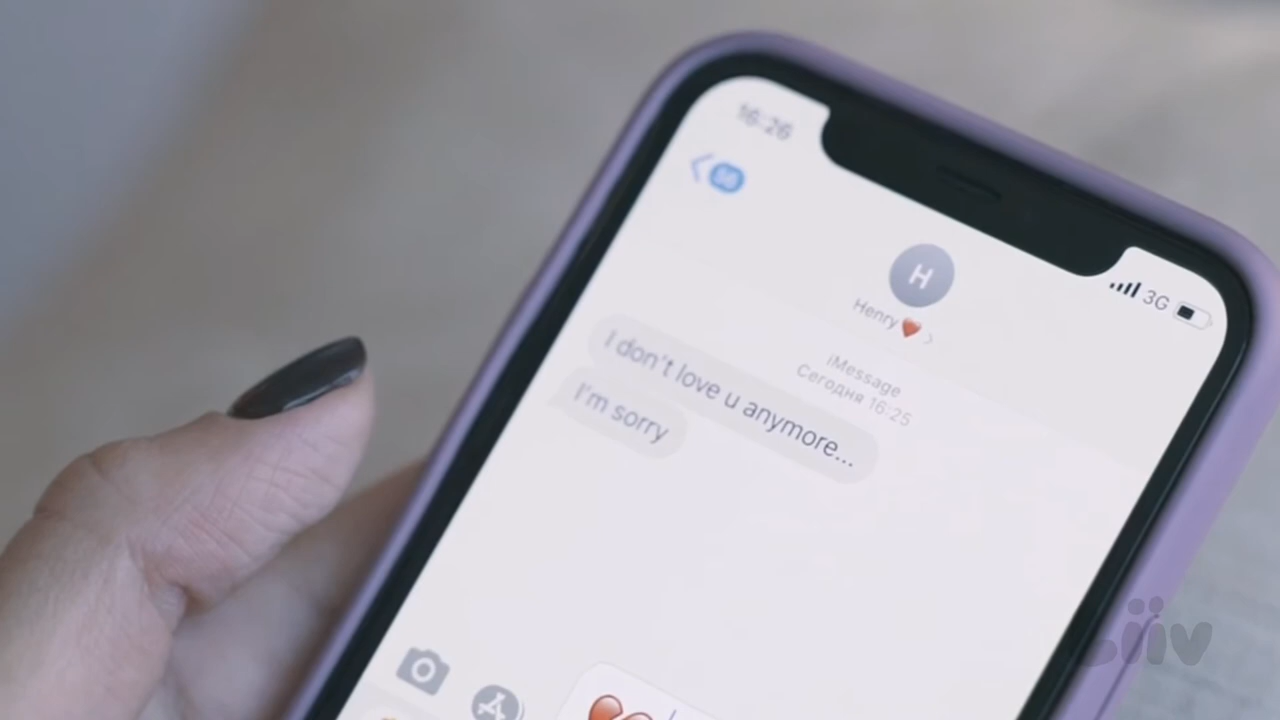 16:26
3G
H
Henry❤️
iMessage
Сегодня 16:25
I don't love u anymore...
I'm sorry